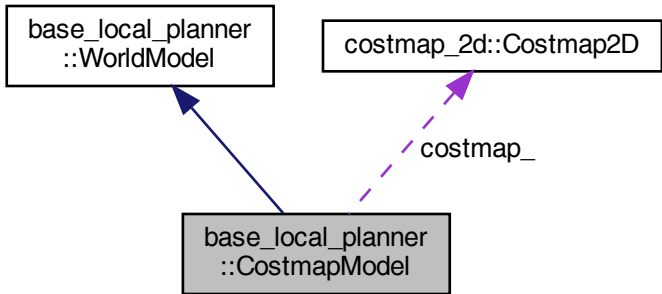 base_local_planner
::WorldModel
costmap_2d::Costmap2D
costmap_
base_local_planner
::CostmapModel